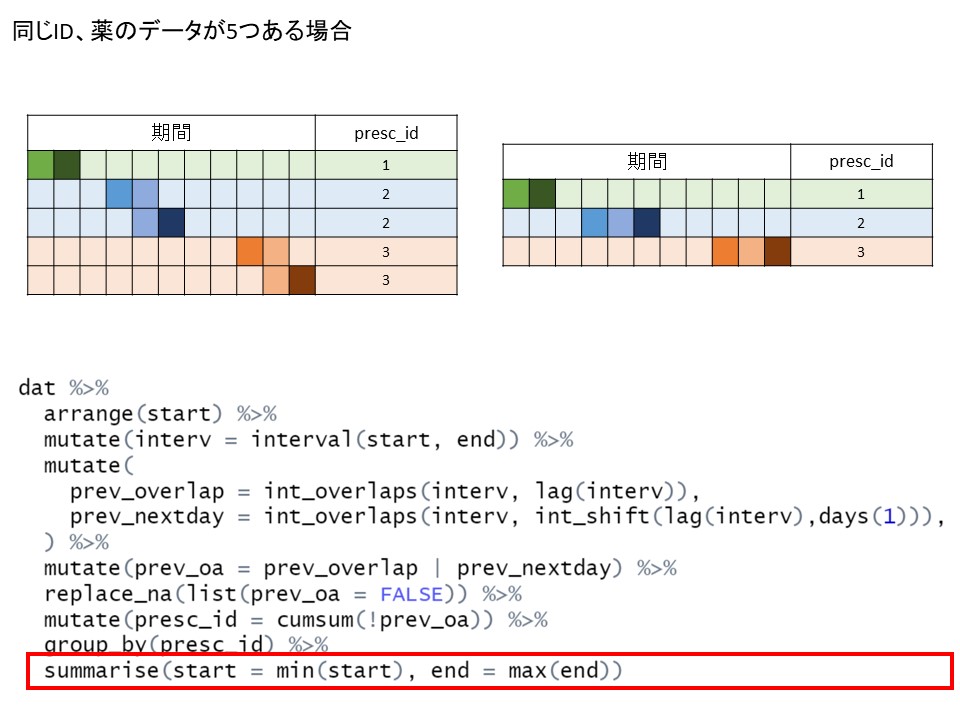 同じID、薬のデータが5つある場合
期間 presc_id
1
2
2
3
3
期間 presc_id
1
2
3
dat %>%
arrange(start) %>%
mutate(interv = interval(start, end)) %>%
mutate(
prev_overlap = int_overlaps(interv, lag(interv)),
prev_nextday = int_overlaps(interv, int_shift(lag(interv),days(1))),
) %>%
mutate(prev_oa = prev_overlap | prev_nextday) %>%
replace_na(list(prev_oa = FALSE)) %>%
mutate(presc_id = cumsum(!prev_oa)) %>%
group_by(presc_id) %>%
summarise(start = min(start), end = max(end))